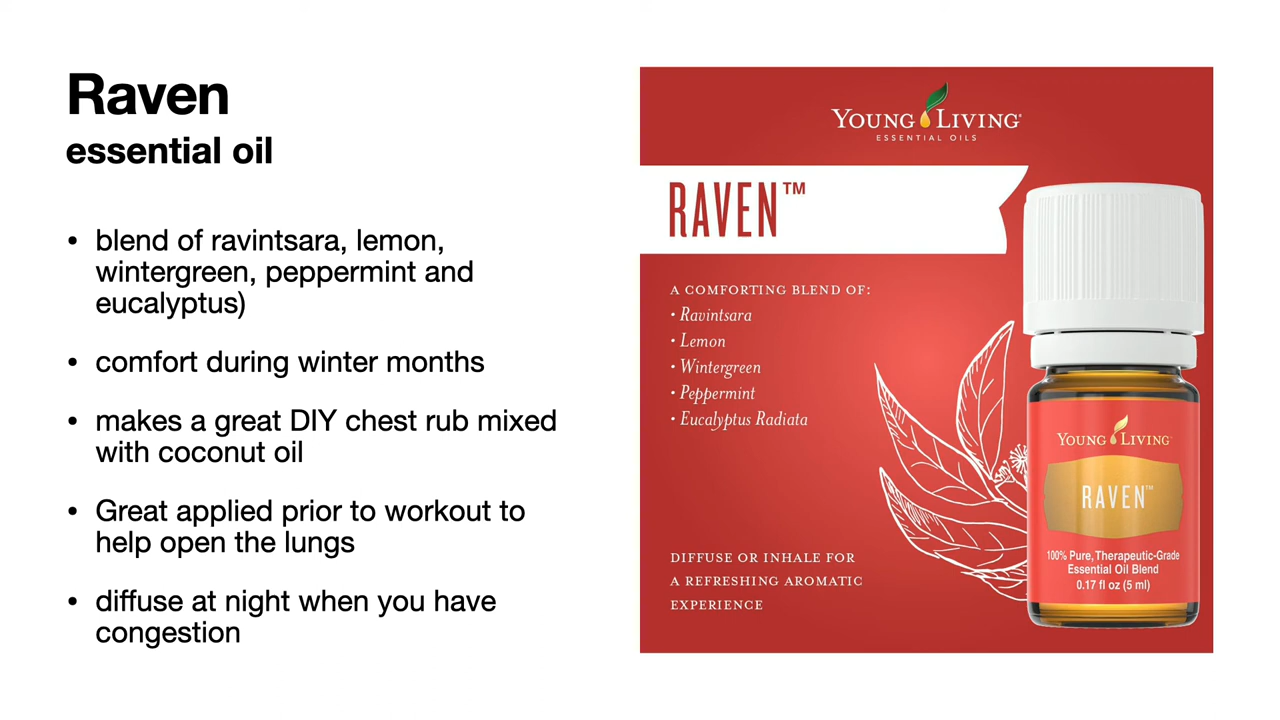 Raven
essential oil
• blend of ravintsara, lemon,
wintergreen, peppermint and
eucalyptus)
• comfort during winter months
• makes a great DIY chest rub mixed
with coconut oil
• Great applied prior to workout to
help open the lungs
• diffuse at night when you have
congestion
YOUNG LIVING
ESSENTIAL OILS
RAVEN™
A COMFORTING BLEND OF:
• Ravintsara
• Lemon
• Wintergreen
• Peppermint
• Eucalyptus Radiata
DIFFUSE OR INHALE FOR
A REFRESHING AROMATIC
EXPERIENCE
YOUNG LIVING
RAVEN™
100% Pure, Therapeutic-Grade
Essential Oil Blend
0.17 fl oz (5 ml)